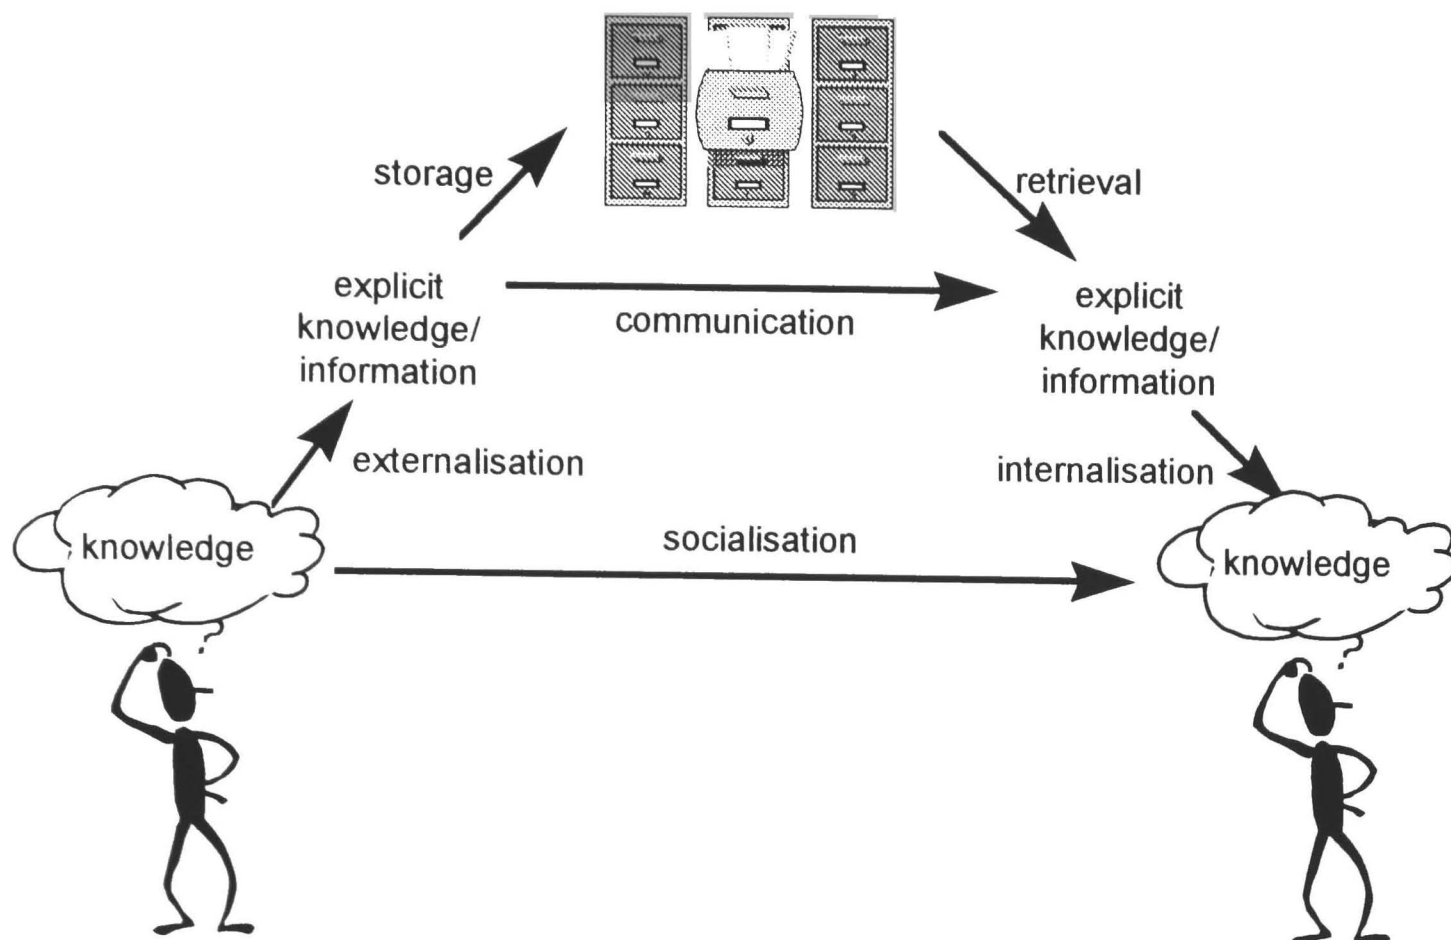 storage
retrieval
explicit
knowledge/
information
communication
explicit
knowledge/
information
externalisation
internalisation
knowledge
socialisation
knowledge